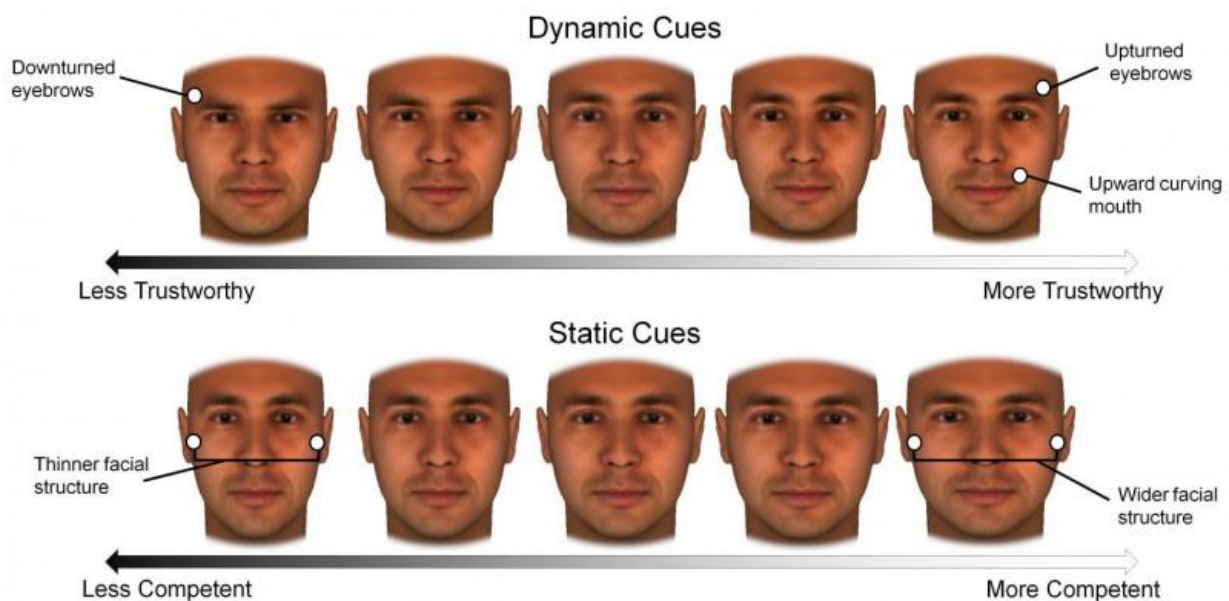 Dynamic Cues
Downturned
eyebrows
Upturned
eyebrows
Upward curving
mouth
Less Trustworthy
More Trustworthy
Static Cues
Thinner facial
structure
Wider facial
structure
Less Competent
More Competent